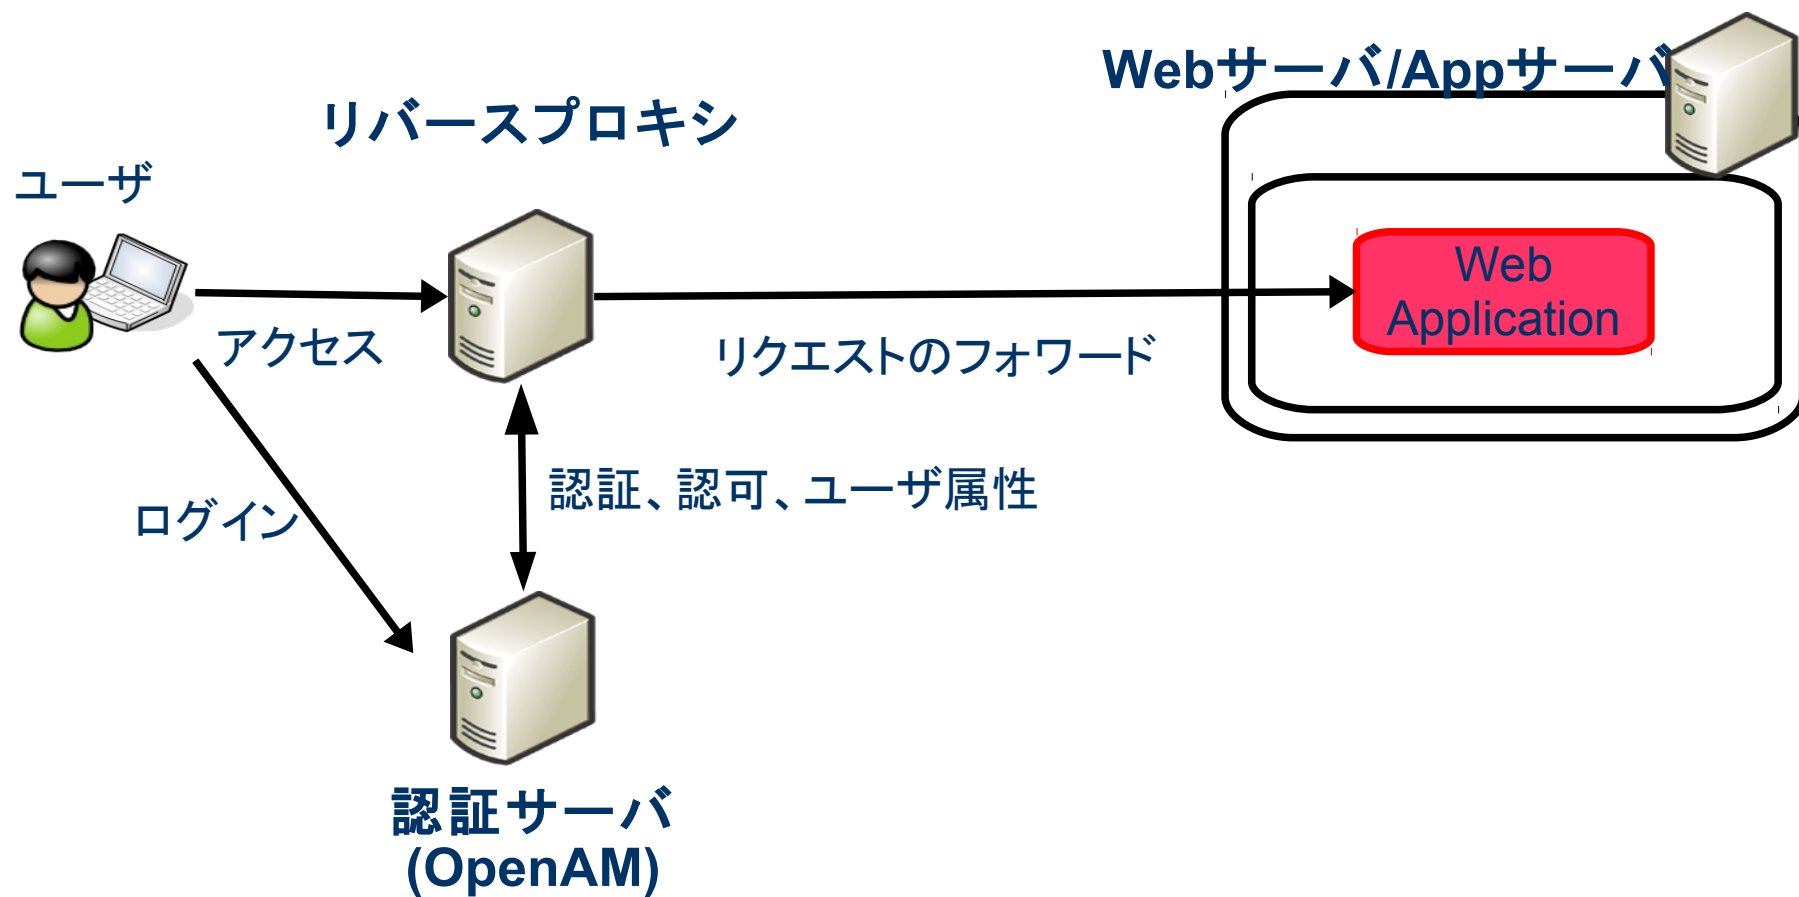 Webサーバ/Appサーバ
リバースプロキシ
ユーザ
Web
Application
アクセス
リクエストのフォワード
認証、認可、ユーザ属性
ログイン
認証サーバ
(OpenAM)